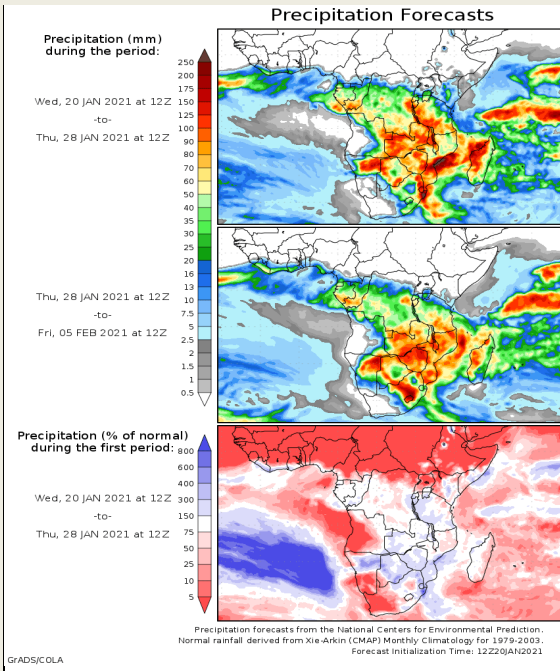 Precipitation Forecasts
Precipitation (mm)
during the period:
Wed, 20 JAN 2021 at 12Z
-to-
Thu, 28 JAN 2021 at 12Z
250
200
175
150
125
100
90
80
70
60
50
40
35
30
25
20
16
13
10
7.5
5
2.5
2
1.5
1
0.5
Thu, 28 JAN 2021 at 12Z
-to-
Fri, 05 FEB 2021 at 12Z
Precipitation (% of normal)
during the first period:
Wed, 20 JAN 2021 at 12Z
-to-
Thu, 28 JAN 2021 at 12Z
800
600
400
300
150
75
50
25
10
5
Precipitation forecasts from the National Centers for Environmental Prediction.
Normal rainfall derived from Xie-Arkin (CMAP) Monthly Climatology for 1979-2003.
Forecast Initialization Time: 12Z20JAN2021
GrADS/COLA